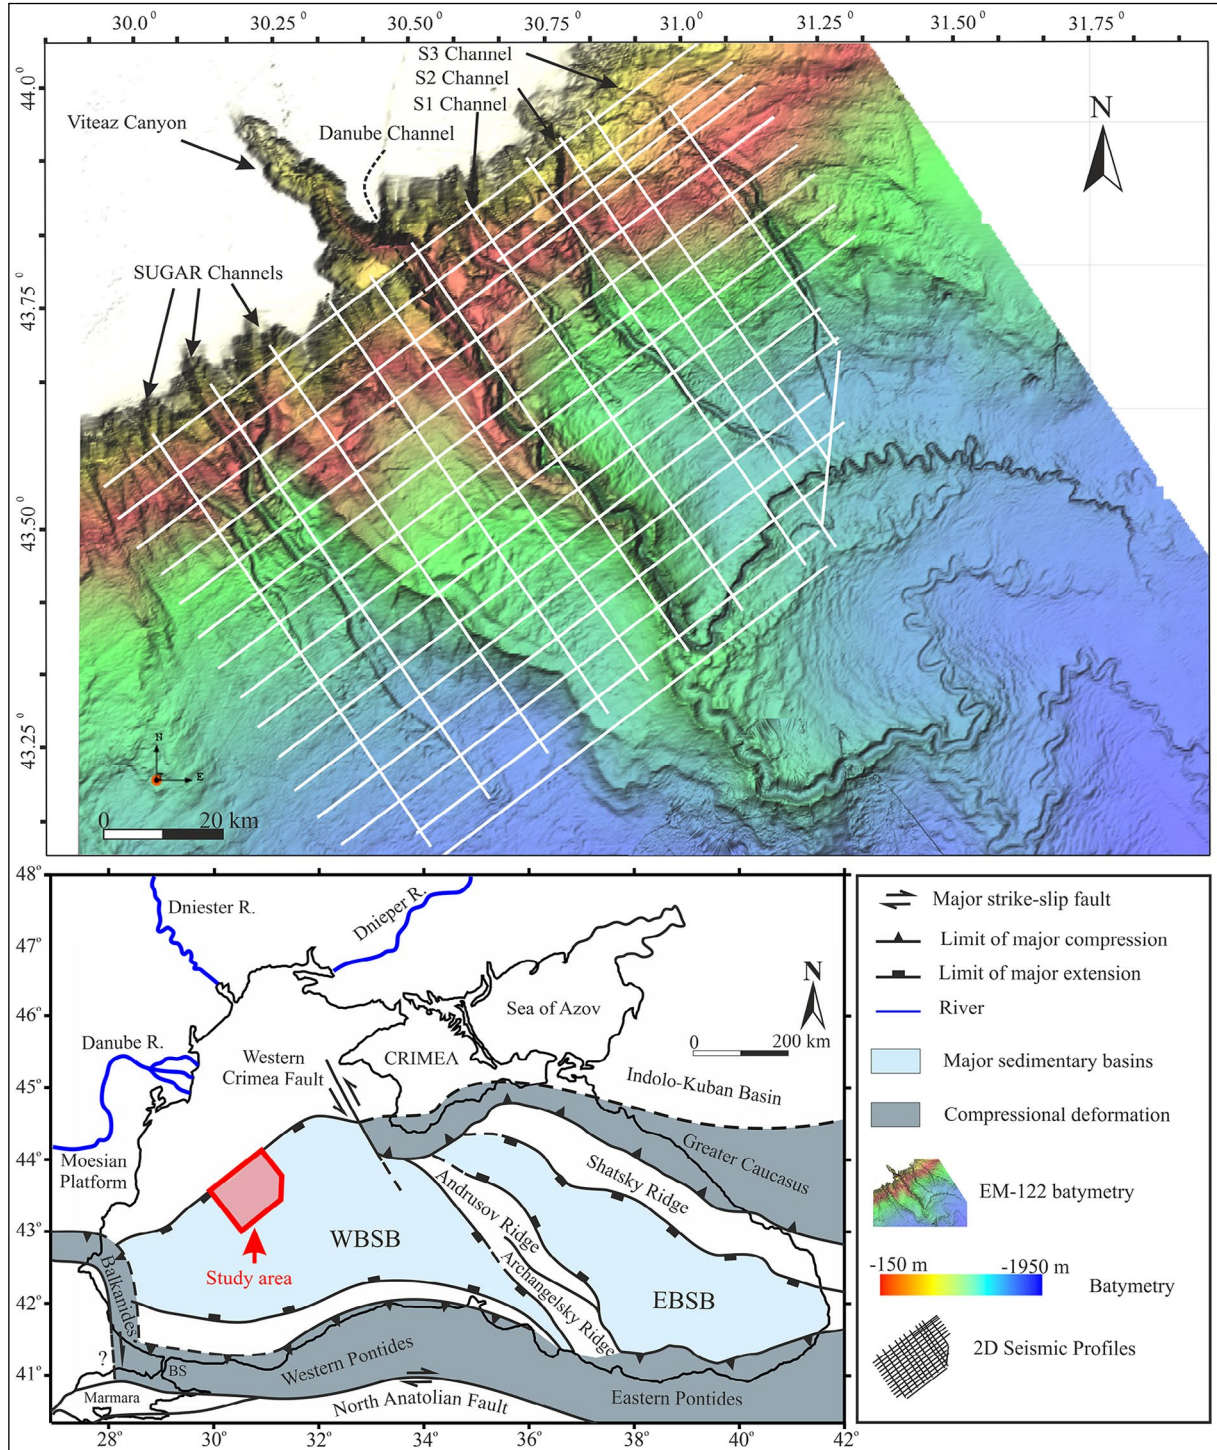 30.0 °
30.25 °
30.50 °
30.75 °
31.0 °
31.25 °
31.50 °
31.75 °
44.0 °
43.75 °
43.50 °
43.25 °
S3 Channel
S2 Channel
S1 Channel
Viteaz Canyon
Danube Channel
N
SUGAR Channels
N
E
0 20 km
48°
47°
46°
45°
44°
43°
42°
41°
Dniester R.
Dnieper R.
N
Sea of Azov
Danube R.
Western
Crimea Fault
CRIMEA
0 200 km
Indolo-Kuban Basin
Moesian
Platform
Greater Caucasus
Shatsky Ridge
Andrusov Ridge
Archangelsky Ridge
WBSB
EBSB
Study area
Balkanides
?
BS
Western Pontides
Marmara
North Anatolian Fault
Eastern Pontides
28 30 32 34 36 38 40 42
Major strike-slip fault
Limit of major compression
Limit of major extension
River
Major sedimentary basins
Compressional deformation
EM-122 batymetry
-150 m -1950 m
Batymetry
2D Seismic Profiles